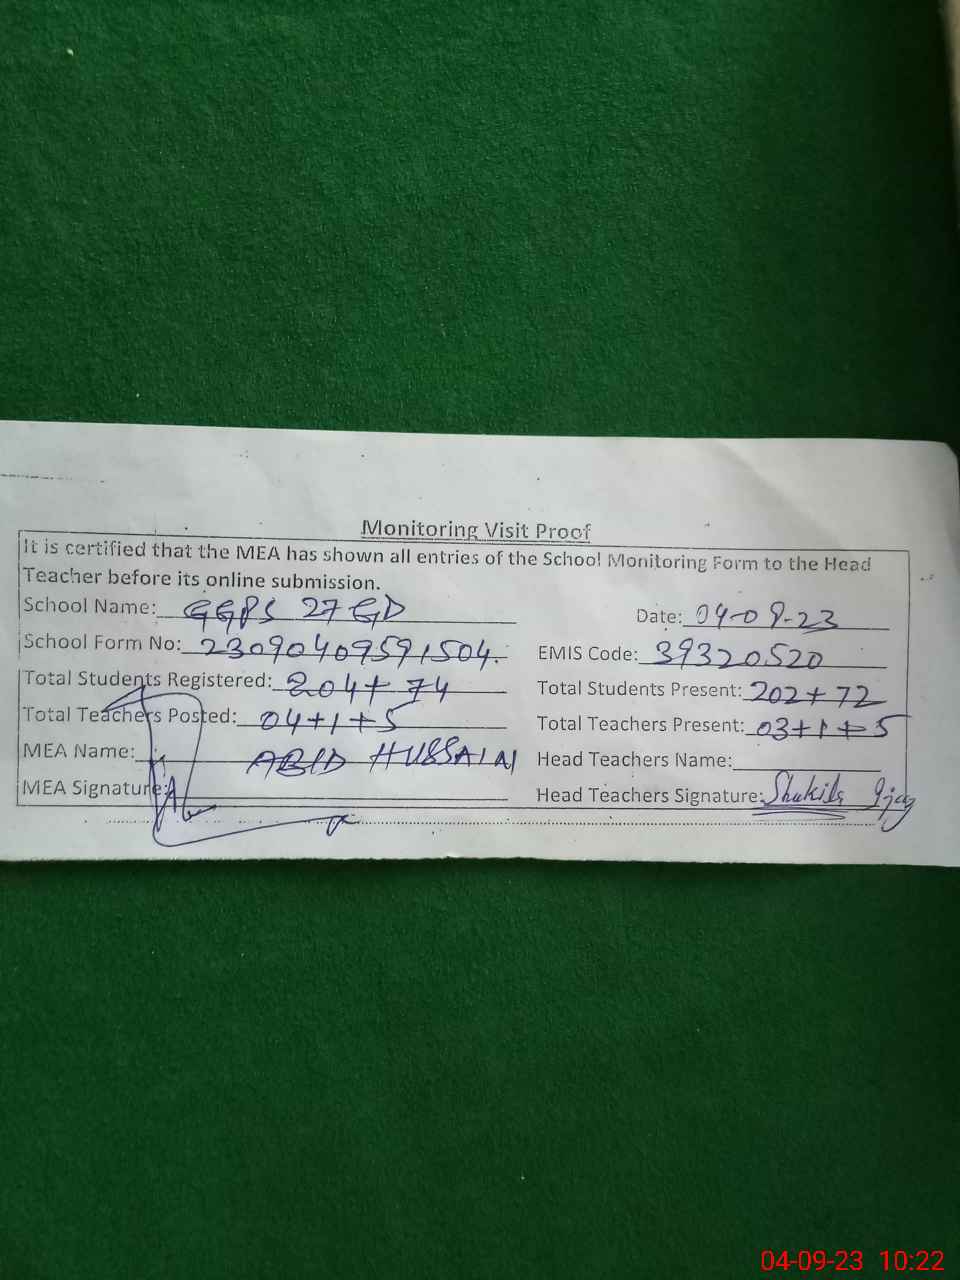 Monitoring Visit Proof
It is certified that the MEA has shown all entries of the School Monitoring Form to the Head
Teacher before its online submission.
School Name: GGPS 27 GD Date: 04-09-23
School Form No: 23090409591504. EMIS Code: 39320520
Total Students Registered: 204+74 Total Students Present: 202+72
Total Teachers Posted: 04+1+5 Total Teachers Present: 03+1+5
MEA Name: ABID HUSSAIN Head Teachers Name:
MEA Signature: Head Teachers Signature: Shakila Ijaz
04-09-23 10:22